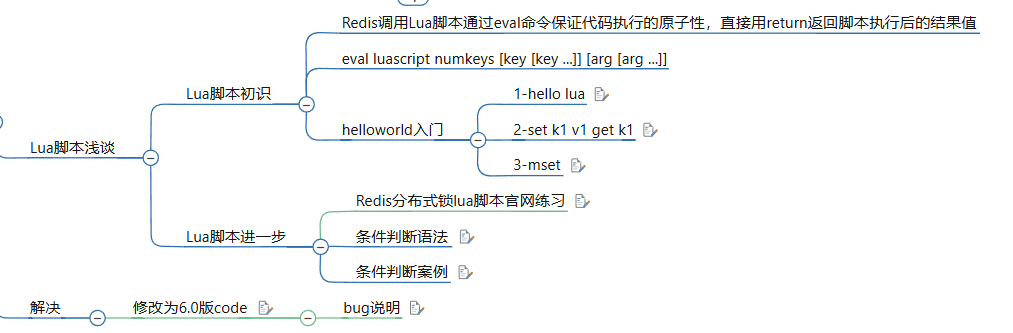 Redis调用Lua脚本通过eval命令保证代码执行的原子性，直接用return返回脚本执行后的结果值
eval luascript numkeys [key [key ...]] [arg [arg ...]]
Lua脚本初识
1-hello lua
helloworld入门
2-set k1 v1 get k1
3-mset
Lua脚本浅谈
Redis分布式锁lua脚本官网练习
Lua脚本进一步
条件判断语法
条件判断案例
解决
修改为6.0版code
bug说明